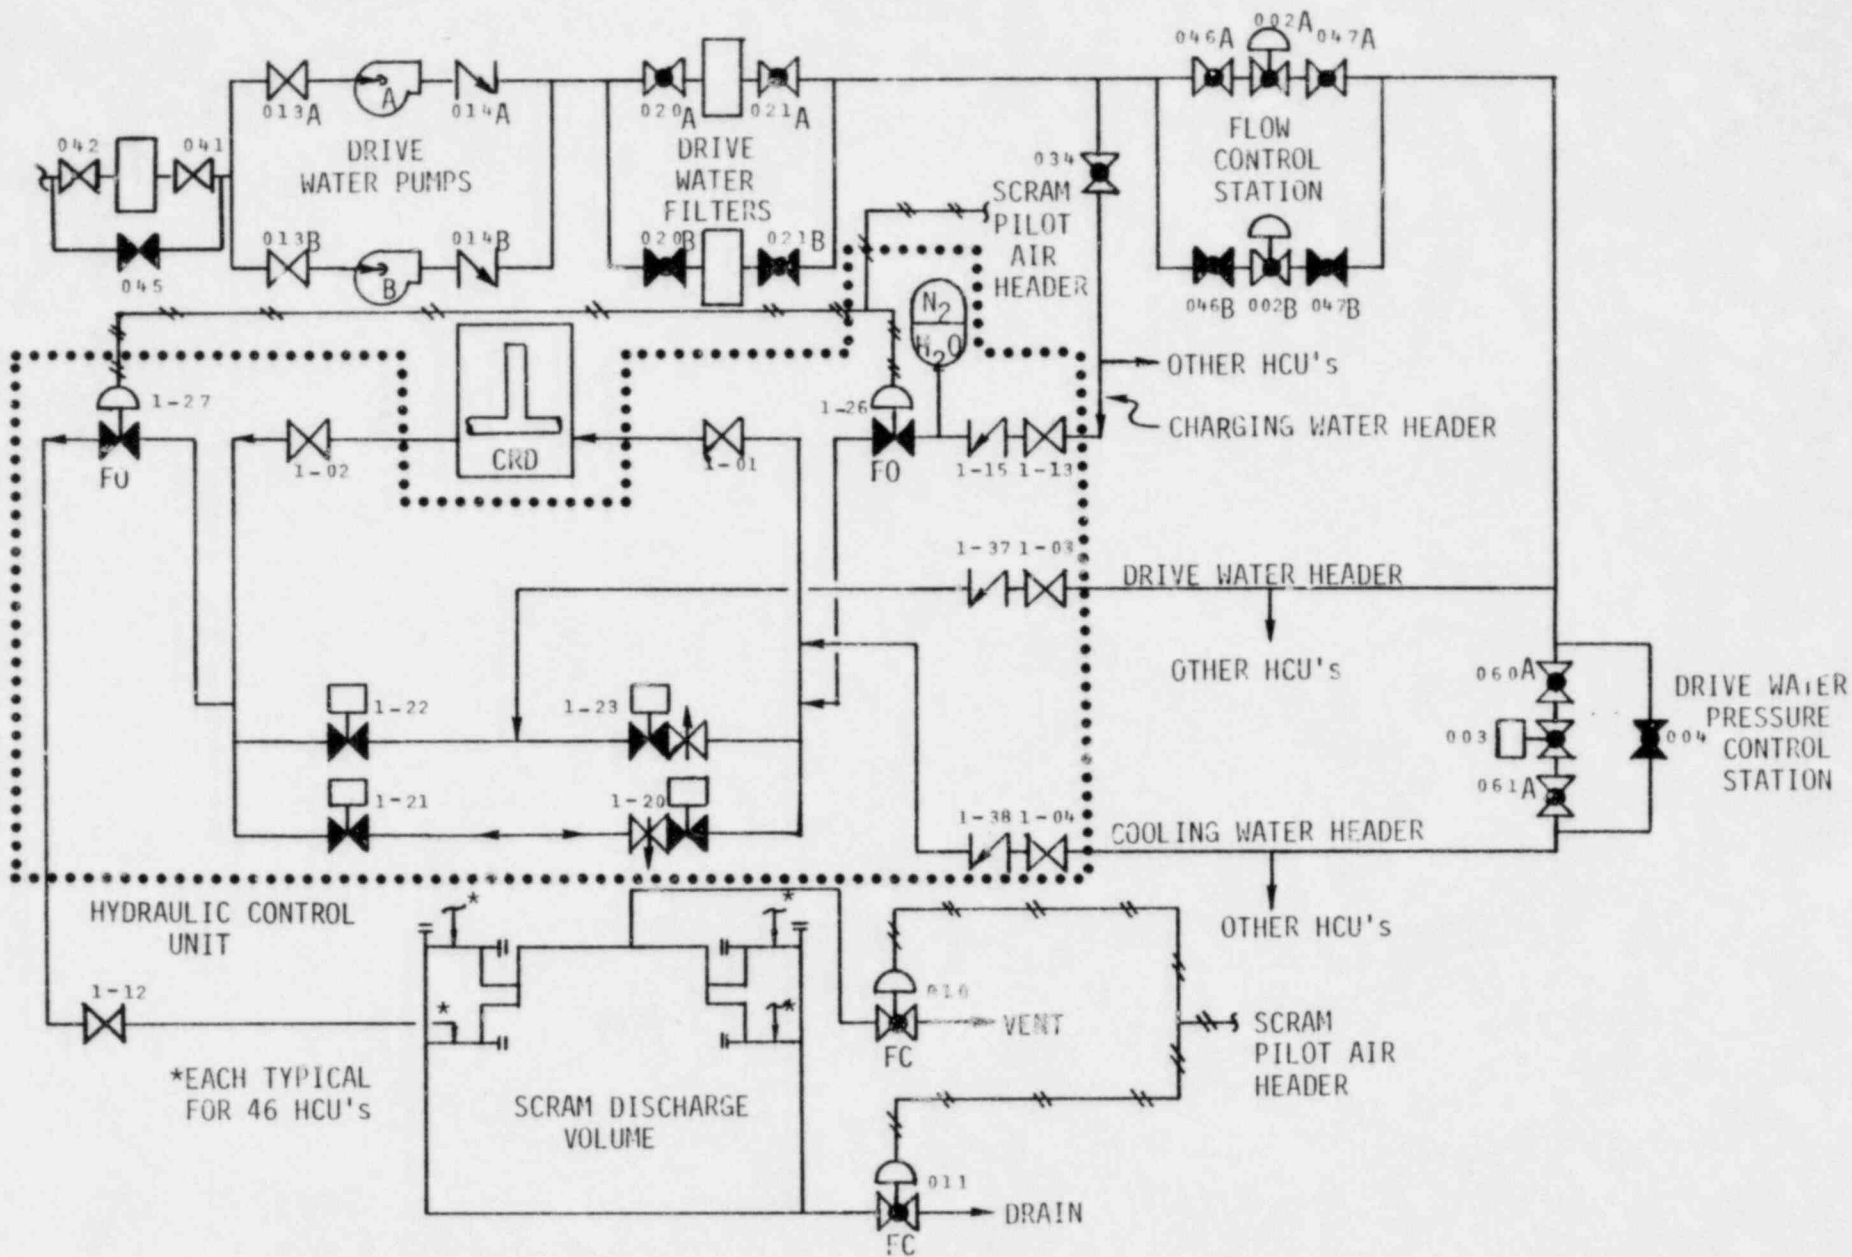 046A
002A
047A
042
041
013A
A
014A
020A
021A
DRIVE
WATER PUMPS
DRIVE
WATER
FILTERS
034
FLOW
CONTROL
STATION
SCRAM
PILOT
AIR
HEADER
045
013B
B
014B
020B
021B
046B
002B
047B
N2
H2O
OTHER HCU's
CHARGING WATER HEADER
1-27
FO
1-02
CRD
1-01
1-26
FO
1-15
1-13
1-37
1-03
DRIVE WATER HEADER
OTHER HCU's
060A
003
004
061A
DRIVE WATER
PRESSURE
CONTROL
STATION
1-22
1-23
1-21
1-20
1-38
1-04
COOLING WATER HEADER
OTHER HCU's
HYDRAULIC CONTROL
UNIT
*
*
*
*
1-12
*EACH TYPICAL
FOR 46 HCU's
SCRAM DISCHARGE
VOLUME
010
VENT
FC
SCRAM
PILOT AIR
HEADER
011
DRAIN
FC